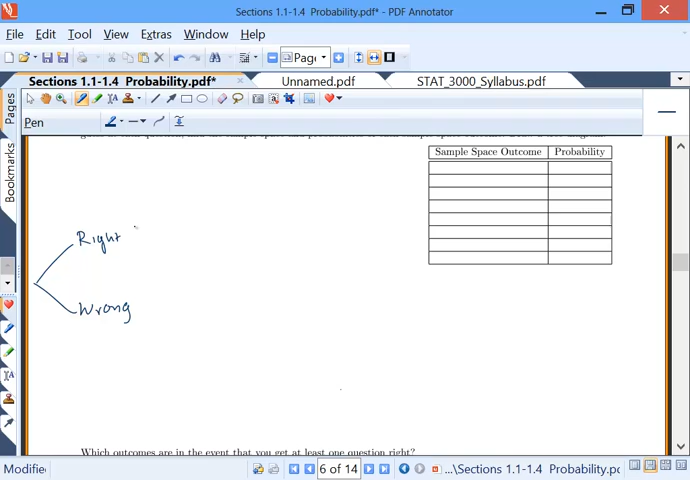 Sections 1.1-1.4 Probability.pdf* - PDF Annotator
File Edit Tool View Extras Window Help
Page
Sections 1.1-1.4 Probability.pdf* × Unnamed.pdf STAT_3000_Syllabus.pdf
Pen
Pages
Bookmarks
Sample Space Outcome Probability
Right
Wrong
Which outcomes are in the event that you get at least one question right?
Modifie 6 of 14 ...\Sections 1.1-1.4 Probability.pc